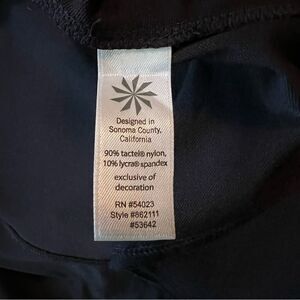 Designed in
Sonoma County,
California
90% tactel® nylon,
10% lycra® spandex
exclusive of
decoration
RN #54023
Style #862111
#53642